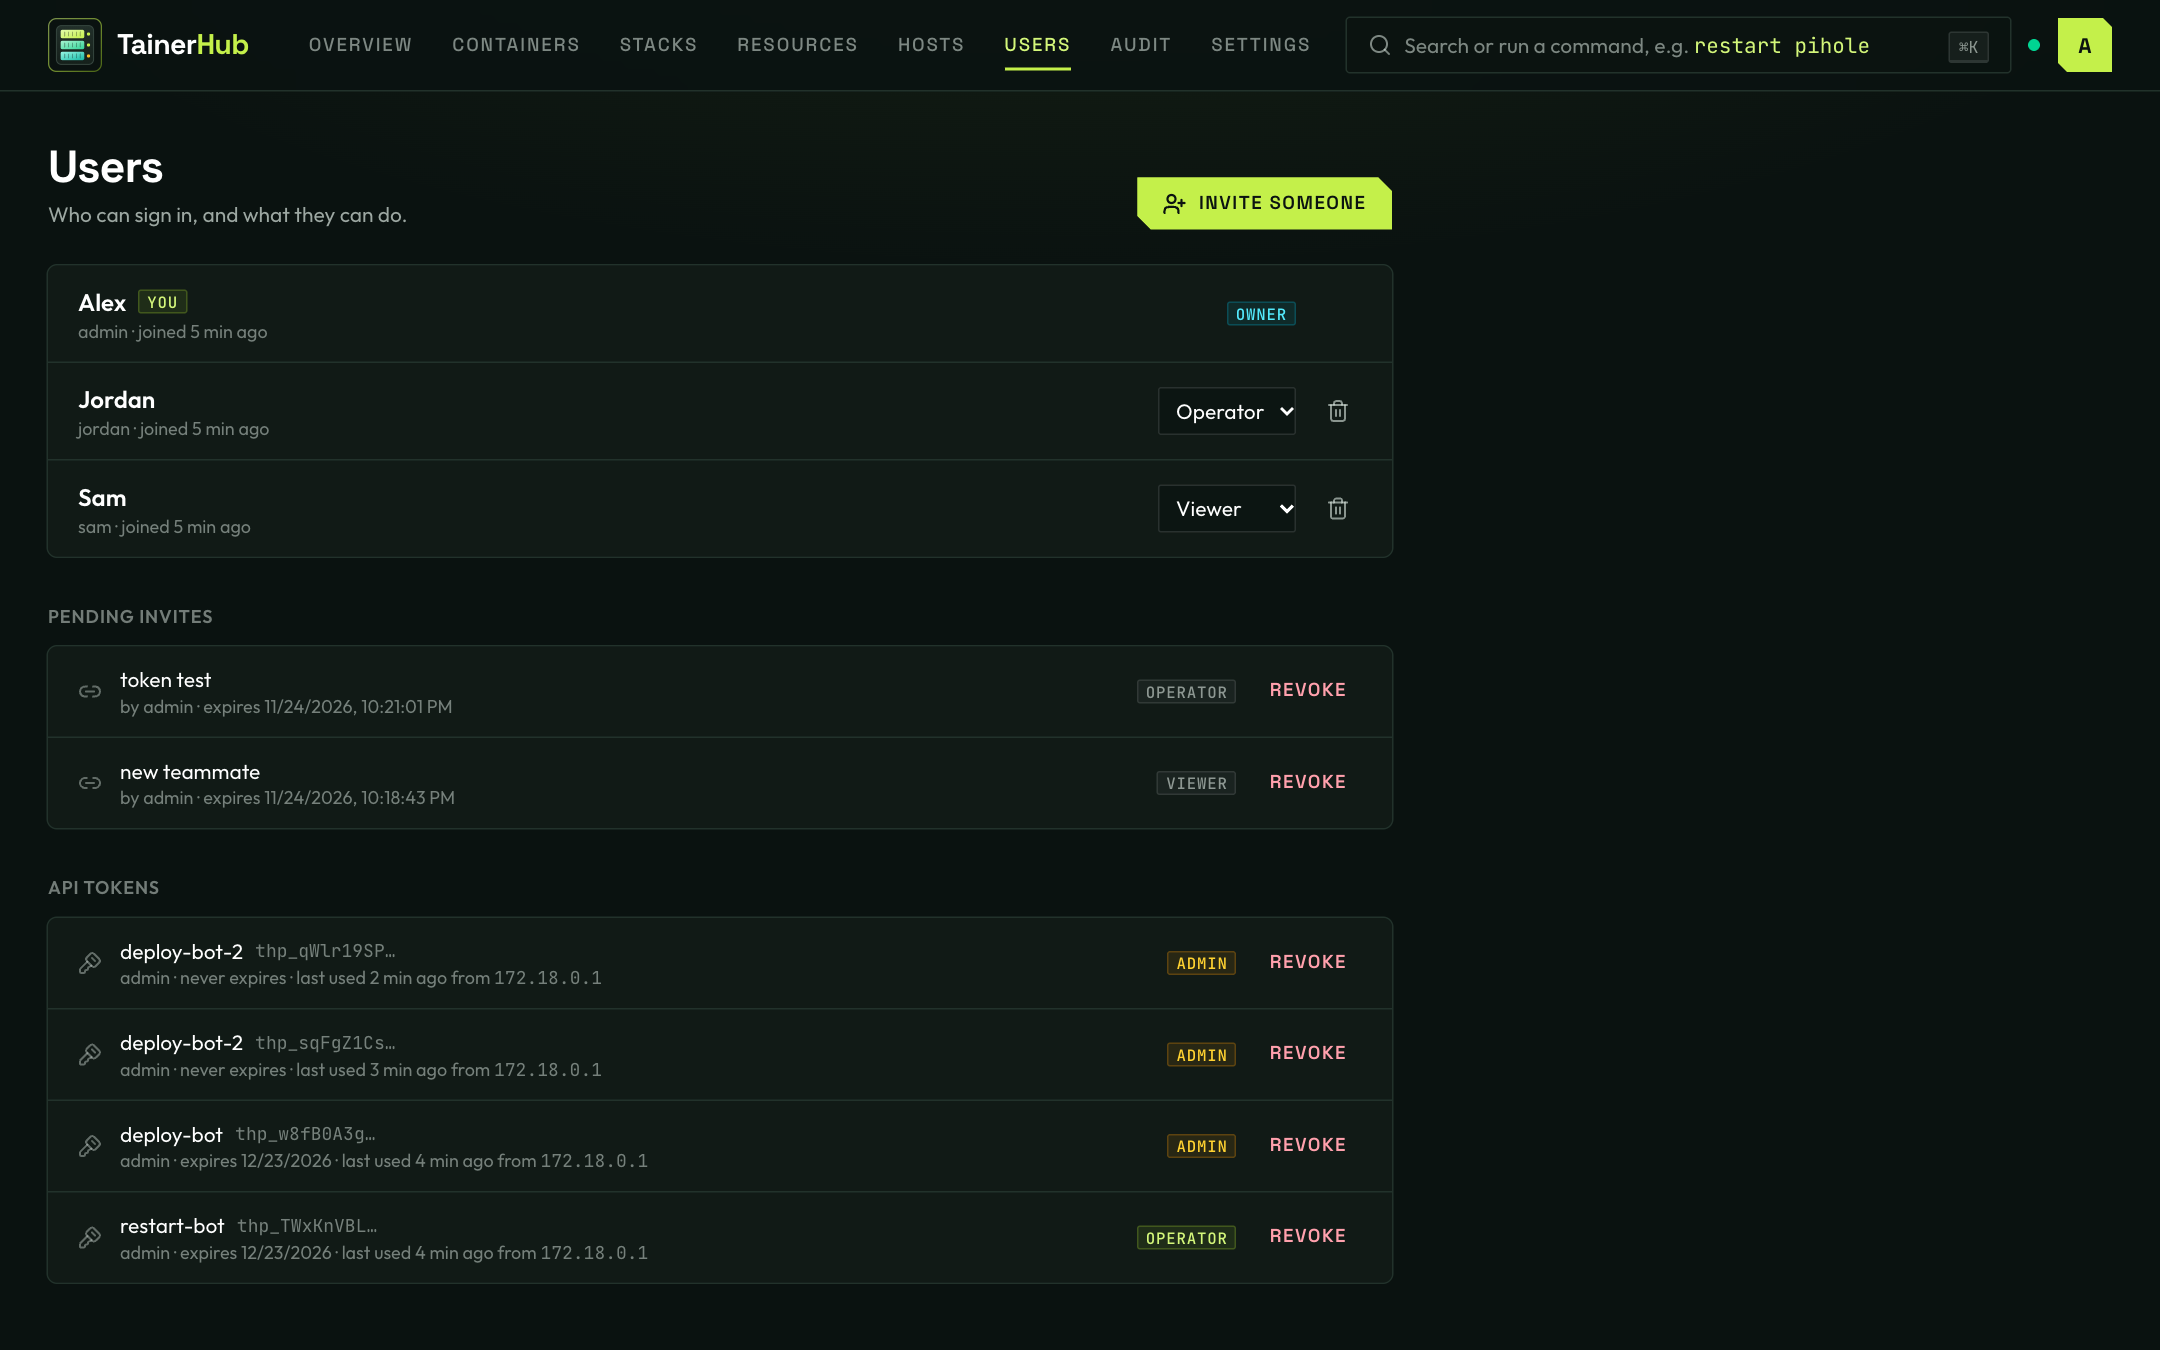 TainerHub OVERVIEW CONTAINERS STACKS RESOURCES HOSTS USERS AUDIT SETTINGS Search or run a command, e.g. restart pihole ⌘K A
Users
Who can sign in, and what they can do.
INVITE SOMEONE
Alex YOU
admin · joined 5 min ago
OWNER
Jordan
jordan · joined 5 min ago
Operator
Sam
sam · joined 5 min ago
Viewer
PENDING INVITES
token test
by admin · expires 11/24/2026, 10:21:01 PM
OPERATOR REVOKE
new teammate
by admin · expires 11/24/2026, 10:18:43 PM
VIEWER REVOKE
API TOKENS
deploy-bot-2 thp_qWlr19SP…
admin · never expires · last used 2 min ago from 172.18.0.1
ADMIN REVOKE
deploy-bot-2 thp_sqFgZ1Cs…
admin · never expires · last used 3 min ago from 172.18.0.1
ADMIN REVOKE
deploy-bot thp_w8fB0A3g…
admin · expires 12/23/2026 · last used 4 min ago from 172.18.0.1
ADMIN REVOKE
restart-bot thp_TWxKnVBL…
admin · expires 12/23/2026 · last used 4 min ago from 172.18.0.1
OPERATOR REVOKE